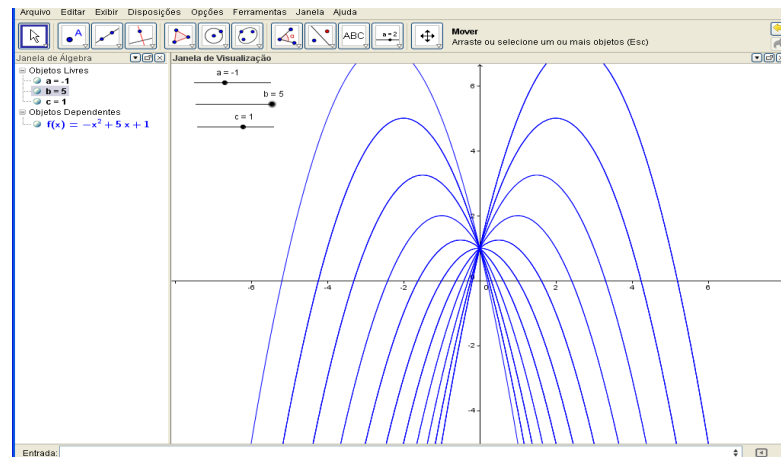 Arquivo Editar Exibir Disposições Opções Ferramentas Janela Ajuda
A
ABC
a = 2
Mover
Arraste ou selecione um ou mais objetos (Esc)
Janela de Álgebra
Janela de Visualização
Objetos Livres
a = -1
b = 5
c = 1
Objetos Dependentes
f(x) = −x² + 5 x + 1
a = -1
b = 5
c = 1
6
2
0
-6 -4 -2 0 2 4 6
-2
-4
Entrada: